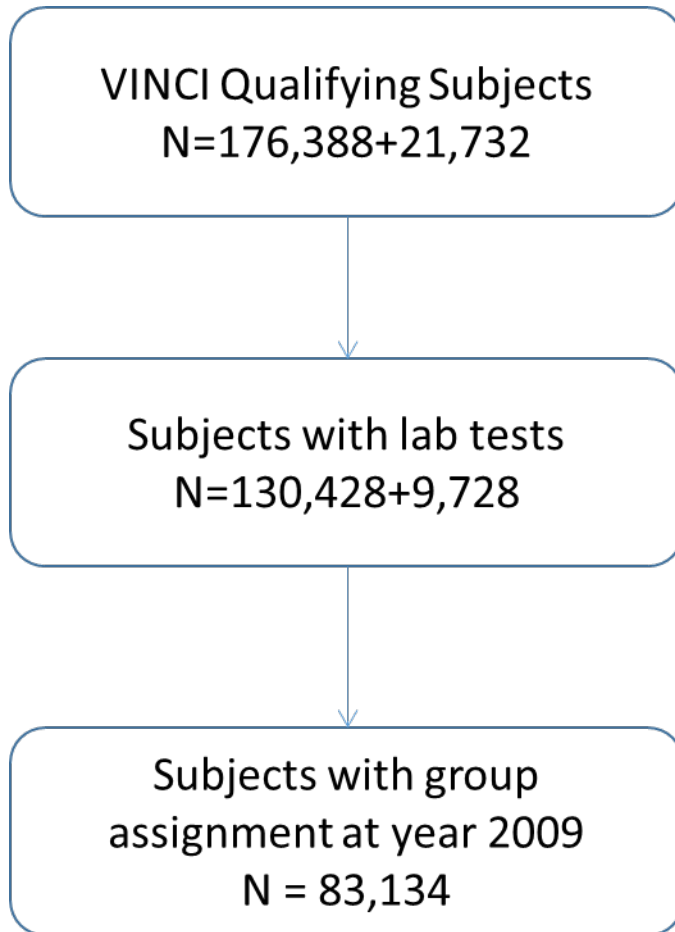 VINCI Qualifying Subjects
N=176,388+21,732
Subjects with lab tests
N=130,428+9,728
Subjects with group
assignment at year 2009
N = 83,134